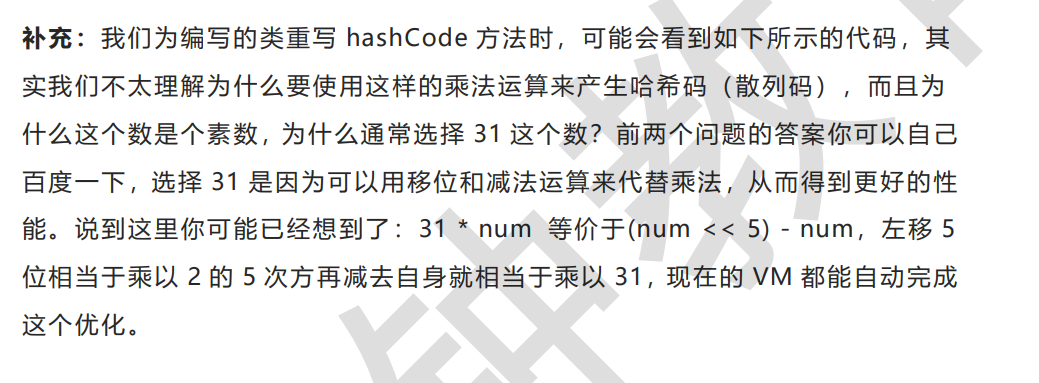 补充：我们为编写的类重写 hashCode 方法时，可能会看到如下所示的代码，其
实我们不太理解为什么要使用这样的乘法运算来产生哈希码（散列码），而且为
什么这个数是个素数，为什么通常选择 31 这个数？前两个问题的答案你可以自己
百度一下，选择 31 是因为可以用移位和减法运算来代替乘法，从而得到更好的性
能。说到这里你可能已经想到了：31 * num 等价于(num << 5) - num，左移 5
位相当于乘以 2 的 5 次方再减去自身就相当于乘以 31，现在的 VM 都能自动完成
这个优化。
钟教